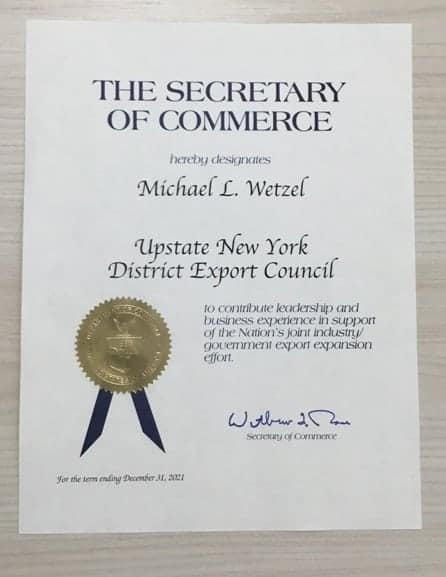 THE SECRETARY
OF COMMERCE
hereby designates
Michael L. Wetzel
Upstate New York
District Export Council
to contribute leadership and
business experience in support
of the Nation's joint industry/
government export expansion
effort.
Secretary of Commerce
For the term ending December 31, 2021